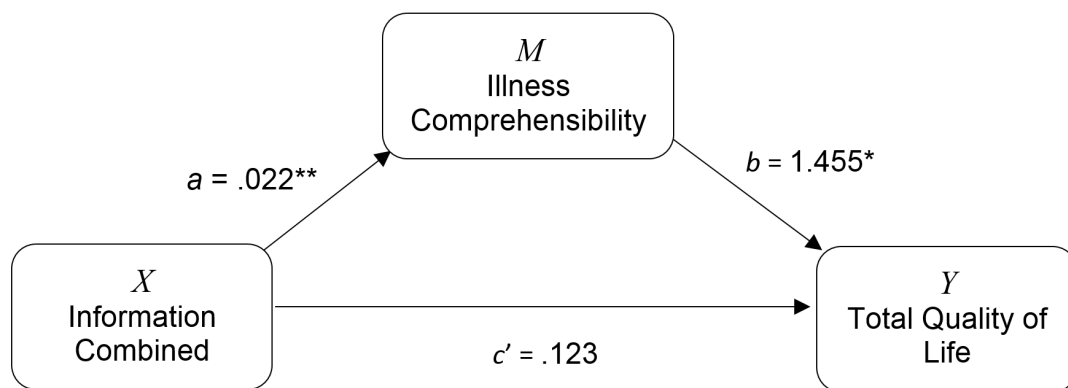 M
Illness
Comprehensibility
a = .022**
b = 1.455*
X
Information
Combined
Y
Total Quality of
Life
c’ = .123